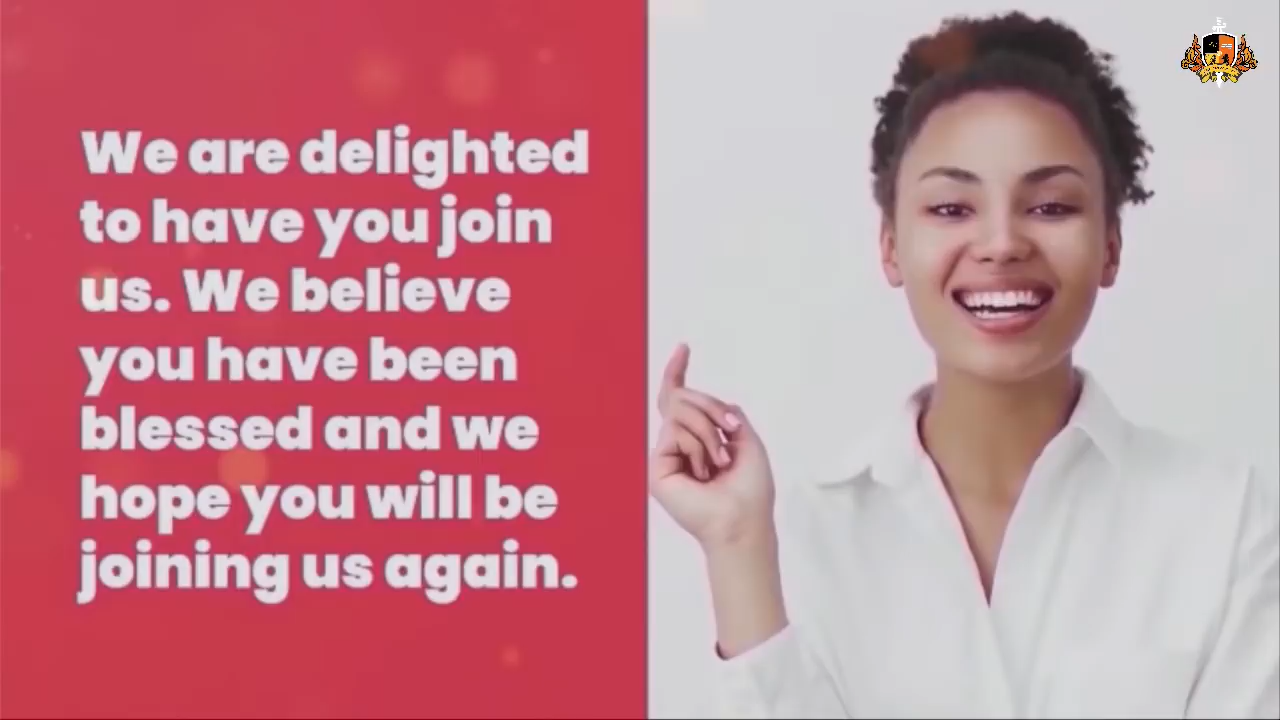 We are delighted
to have you join
us. We believe
you have been
blessed and we
hope you will be
joining us again.